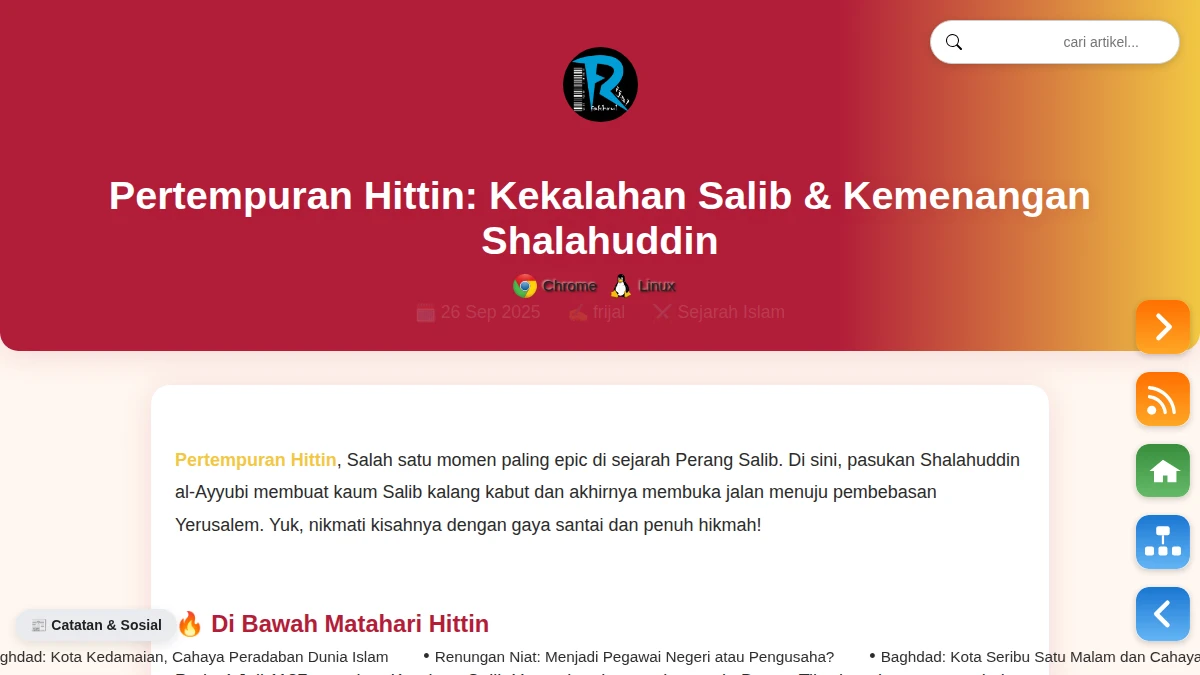 cari artikel...
Pertempuran Hittin: Kekalahan Salib & Kemenangan
Shalahuddin
Chrome Linux
26 Sep 2025 frijal Sejarah Islam
Pertempuran Hittin, Salah satu momen paling epic di sejarah Perang Salib. Di sini, pasukan Shalahuddin
al-Ayyubi membuat kaum Salib kalang kabut dan akhirnya membuka jalan menuju pembebasan
Yerusalem. Yuk, nikmati kisahnya dengan gaya santai dan penuh hikmah!
🔥 Di Bawah Matahari Hittin
Catatan & Sosial
ghdad: Kota Kedamaian, Cahaya Peradaban Dunia Islam • Renungan Niat: Menjadi Pegawai Negeri atau Pengusaha? • Baghdad: Kota Seribu Satu Malam dan Cahaya